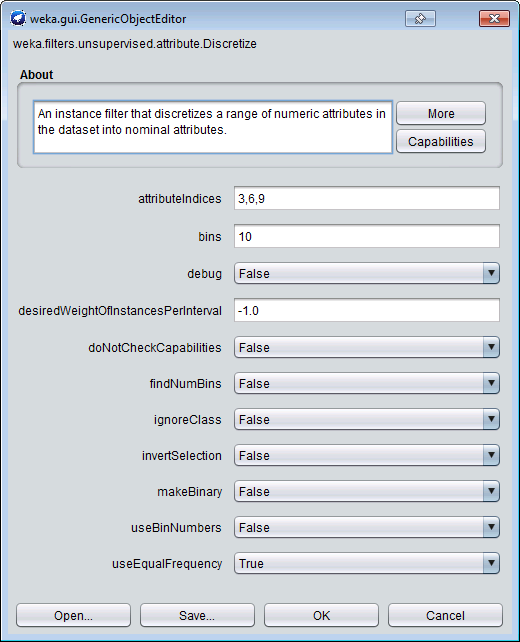 weka.gui.GenericObjectEditor
weka.filters.unsupervised.attribute.Discretize
About
An instance filter that discretizes a range of numeric attributes in
the dataset into nominal attributes.
More
Capabilities
attributeIndices 3,6,9
bins 10
debug False
desiredWeightOfInstancesPerInterval -1.0
doNotCheckCapabilities False
findNumBins False
ignoreClass False
invertSelection False
makeBinary False
useBinNumbers False
useEqualFrequency True
Open... Save... OK Cancel